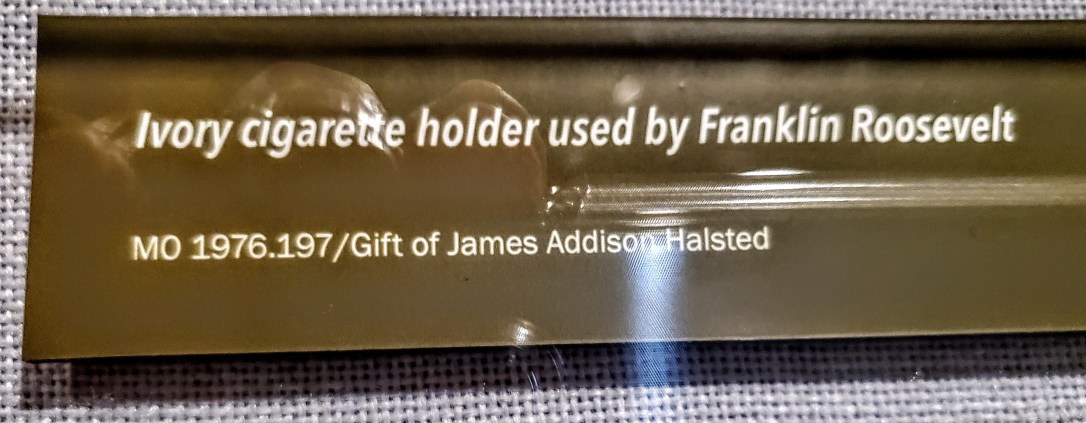 Ivory cigarette holder used by Franklin Roosevelt
MO 1976.197/Gift of James Addison Halsted